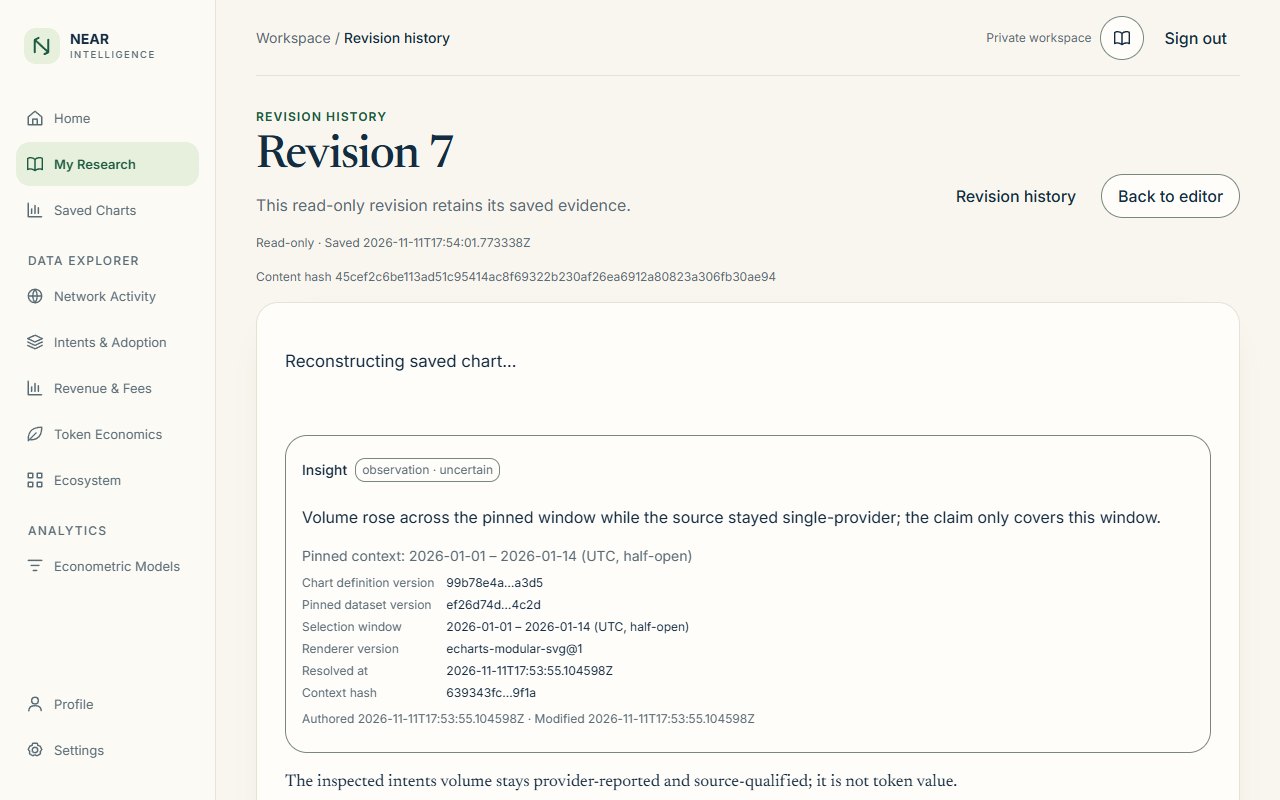 NEAR
INTELLIGENCE
Home
My Research
Saved Charts
DATA EXPLORER
Network Activity
Intents & Adoption
Revenue & Fees
Token Economics
Ecosystem
ANALYTICS
Econometric Models
Profile
Settings
Workspace / Revision history
Private workspace
Sign out
REVISION HISTORY
Revision 7
This read-only revision retains its saved evidence.
Revision history
Back to editor
Read-only · Saved 2026-11-11T17:54:01.773338Z
Content hash 45cef2c6be113ad51c95414ac8f69322b230af26ea6912a80823a306fb30ae94
Reconstructing saved chart…
Insight observation · uncertain
Volume rose across the pinned window while the source stayed single-provider; the claim only covers this window.
Pinned context: 2026-01-01 – 2026-01-14 (UTC, half-open)
Chart definition version 99b78e4a…a3d5
Pinned dataset version ef26d74d…4c2d
Selection window 2026-01-01 – 2026-01-14 (UTC, half-open)
Renderer version echarts-modular-svg@1
Resolved at 2026-11-11T17:53:55.104598Z
Context hash 639343fc…9f1a
Authored 2026-11-11T17:53:55.104598Z · Modified 2026-11-11T17:53:55.104598Z
The inspected intents volume stays provider-reported and source-qualified; it is not token value.